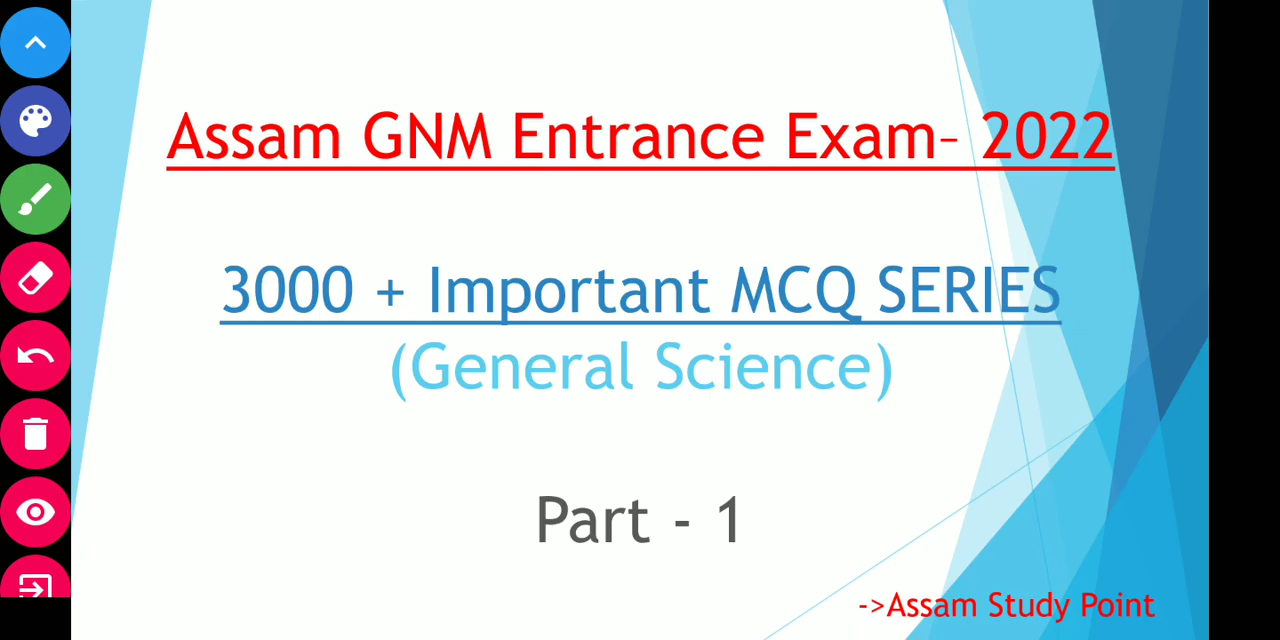 Assam GNM Entrance Exam– 2022
3000 + Important MCQ SERIES
(General Science)
Part - 1
->Assam Study Point